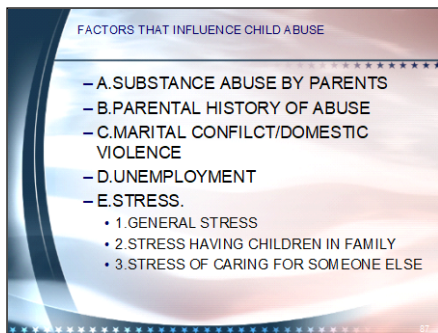 FACTORS THAT INFLUENCE CHILD ABUSE
– A.SUBSTANCE ABUSE BY PARENTS
– B.PARENTAL HISTORY OF ABUSE
– C.MARITAL CONFILCT/DOMESTIC
VIOLENCE
– D.UNEMPLOYMENT
– E.STRESS.
• 1.GENERAL STRESS
• 2.STRESS HAVING CHILDREN IN FAMILY
• 3.STRESS OF CARING FOR SOMEONE ELSE